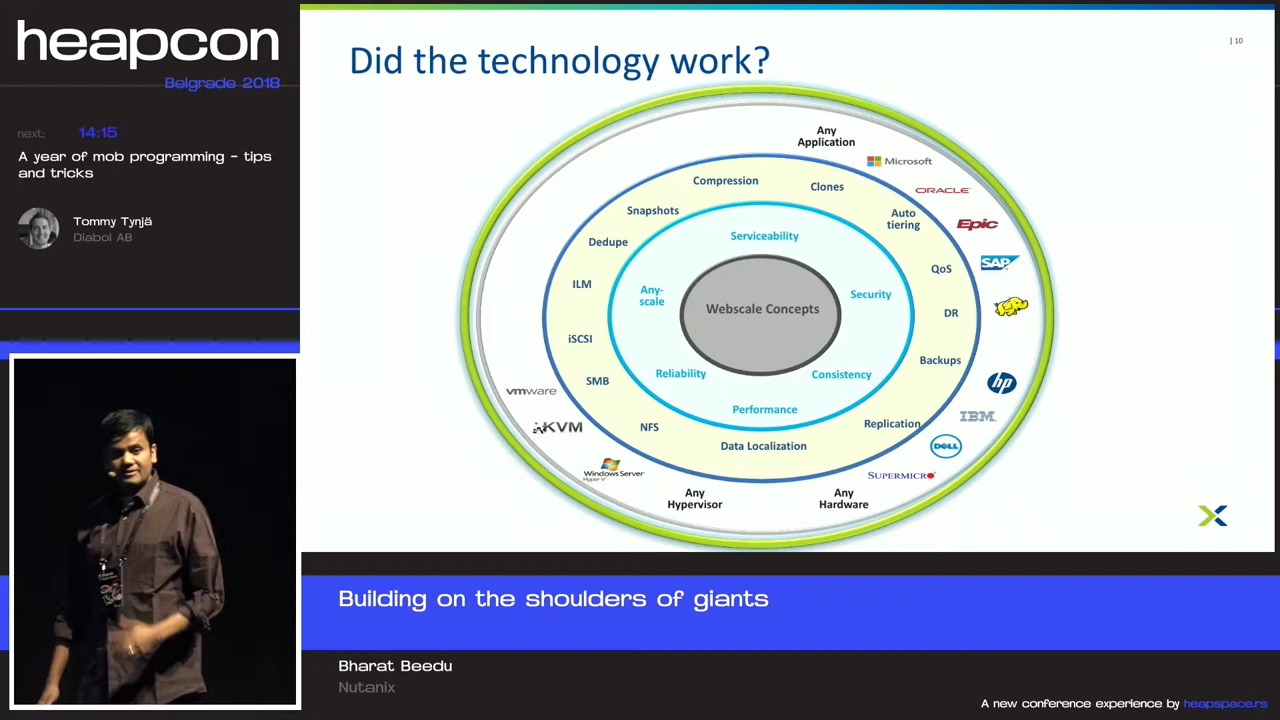 heapcon
Belgrade 2018
next: 14:15
A year of mob programming - tips
and tricks
Tommy Tynjä
Diabol AB
| 10
Did the technology work?
Any
Application
Microsoft
ORACLE
Epic
SAP
hp
IBM
DELL
SUPERMICRO
Any
Hardware
Any
Hypervisor
Windows Server
Hyper-V
KVM
vmware
Compression
Clones
Auto
tiering
QoS
DR
Backups
Replication
Data Localization
NFS
SMB
iSCSI
ILM
Dedupe
Snapshots
Serviceability
Security
Consistency
Performance
Reliability
Any-
scale
Webscale Concepts
Building on the shoulders of giants
Bharat Beedu
Nutanix
A new conference experience by heapspace.rs